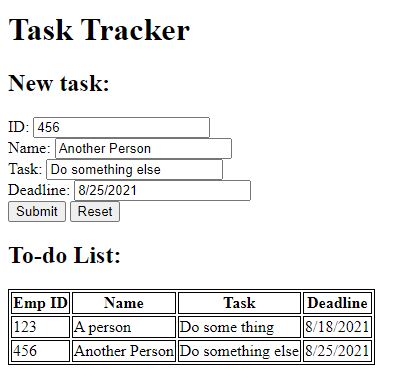 Task Tracker
New task:
ID: 456
Name: Another Person
Task: Do something else
Deadline: 8/25/2021
Submit Reset
To-do List:
Emp ID Name Task Deadline
123 A person Do some thing 8/18/2021
456 Another Person Do something else 8/25/2021